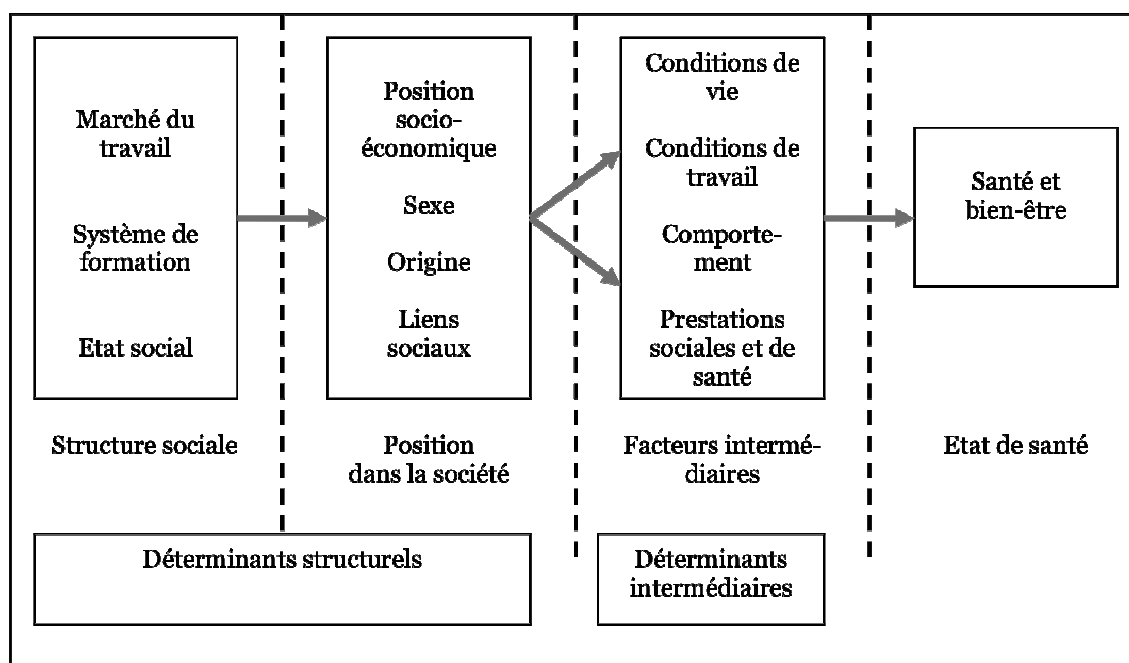 Marché du
travail
Système de
formation
Etat social
Position
socio-
économique
Sexe
Origine
Liens
sociaux
Conditions de
vie
Conditions de
travail
Comporte-
ment
Prestations
sociales et de
santé
Santé et
bien-être
Structure sociale
Position
dans la société
Facteurs intermé-
diaires
Etat de santé
Déterminants structurels
Déterminants
intermédiaires